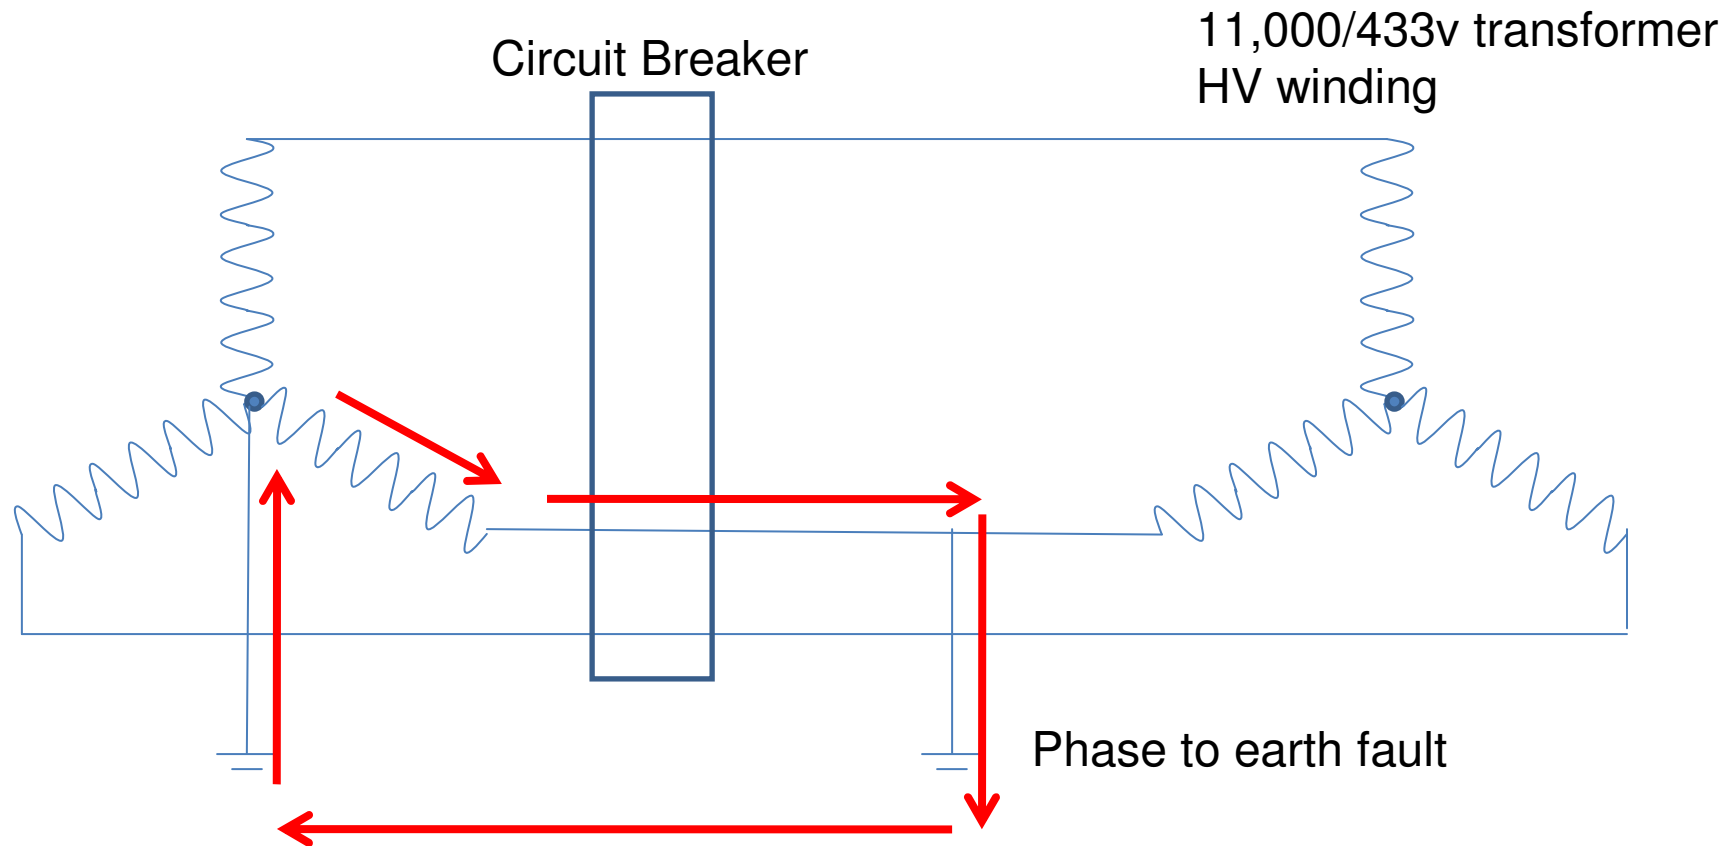 Circuit Breaker
11,000/433v transformer
HV winding
Phase to earth fault